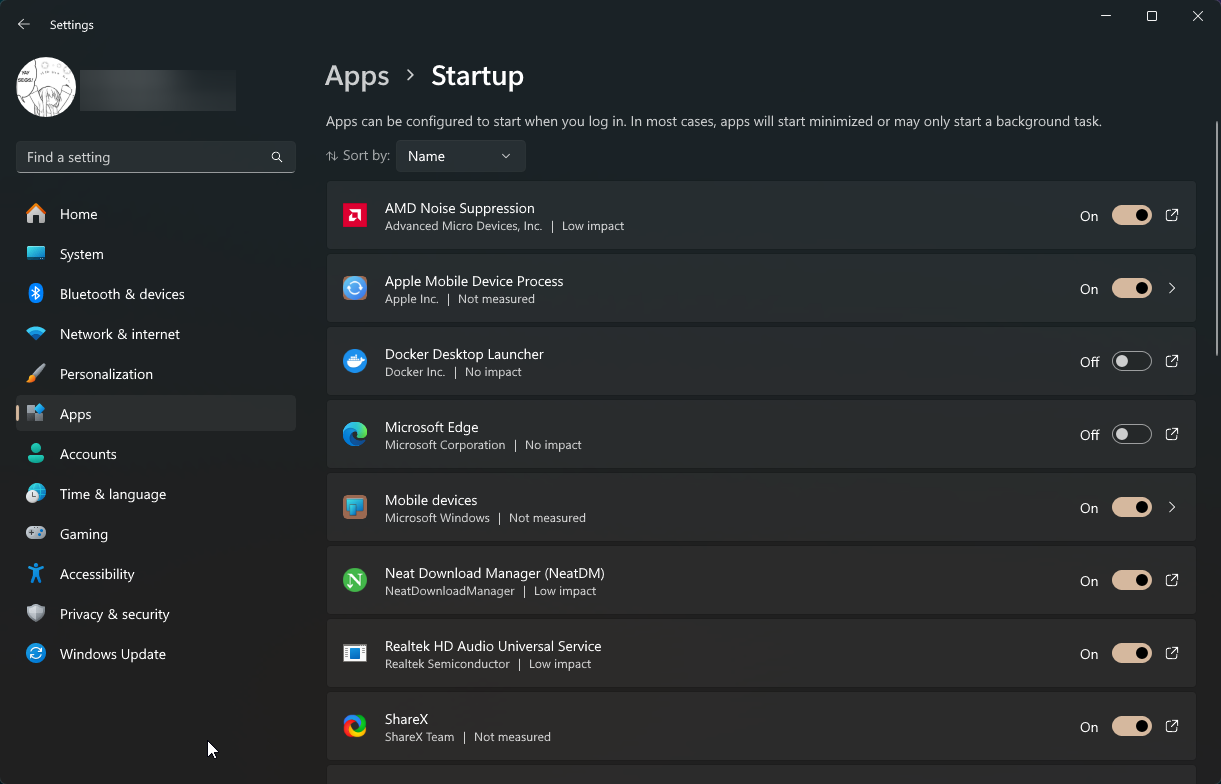 Settings
Find a setting
Home
System
Bluetooth & devices
Network & internet
Personalization
Apps
Accounts
Time & language
Gaming
Accessibility
Privacy & security
Windows Update
Apps > Startup
Apps can be configured to start when you log in. In most cases, apps will start minimized or may only start a background task.
Sort by: Name
AMD Noise Suppression
Advanced Micro Devices, Inc. | Low impact
On
Apple Mobile Device Process
Apple Inc. | Not measured
On
Docker Desktop Launcher
Docker Inc. | No impact
Off
Microsoft Edge
Microsoft Corporation | No impact
Off
Mobile devices
Microsoft Windows | Not measured
On
Neat Download Manager (NeatDM)
NeatDownloadManager | Low impact
On
Realtek HD Audio Universal Service
Realtek Semiconductor | Low impact
On
ShareX
ShareX Team | Not measured
On